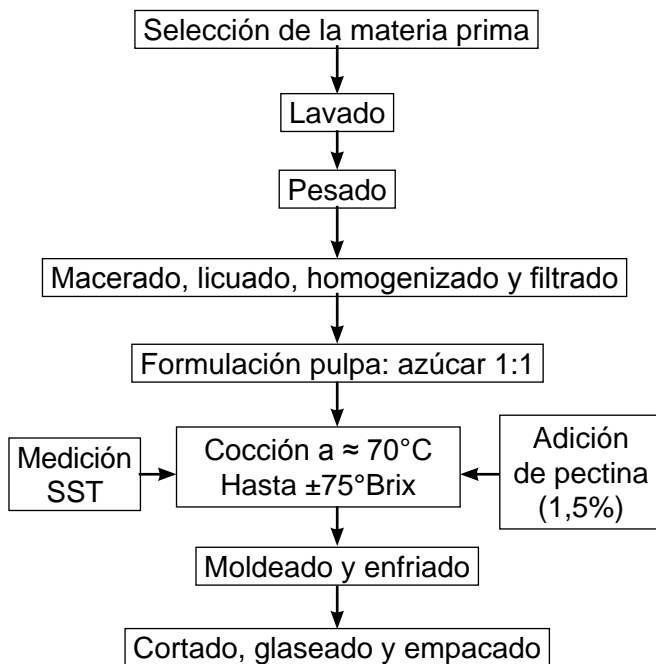 Selección de la materia prima
Lavado
Pesado
Macerado, licuado, homogenizado y filtrado
Formulación pulpa: azúcar 1:1
Medición
SST
Cocción a ≈ 70°C
Hasta ±75°Brix
Adición
de pectina
(1,5%)
Moldeado y enfriado
Cortado, glaseado y empacado